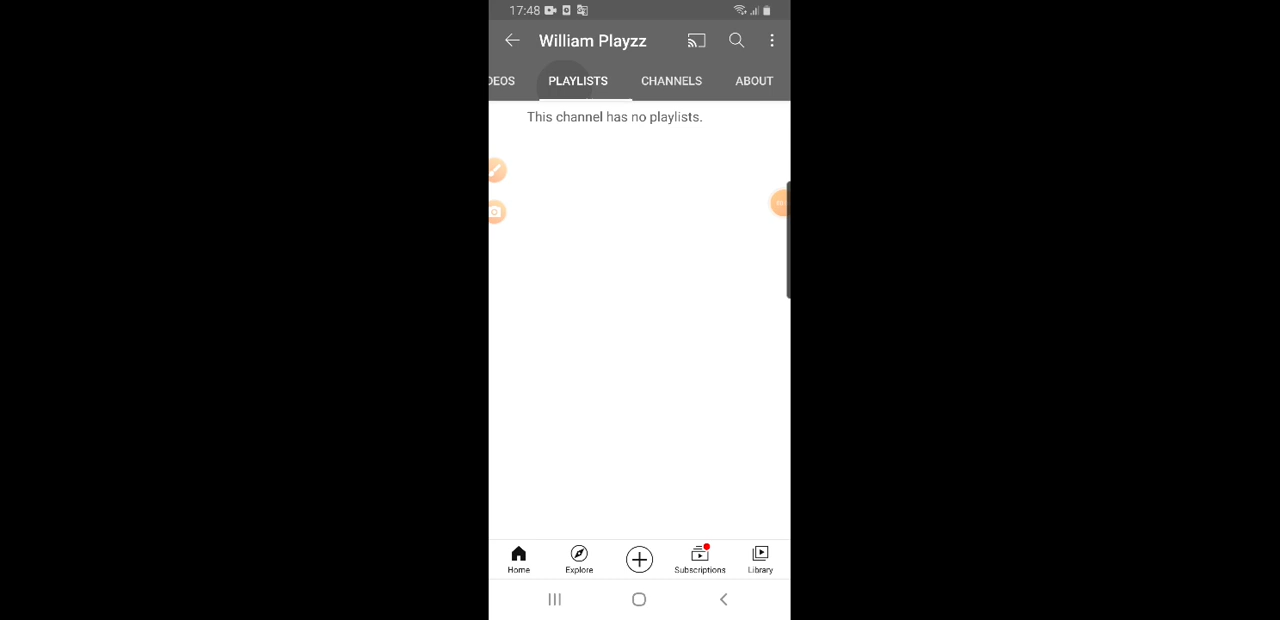 17:48
William Playzz
DEOS PLAYLISTS CHANNELS ABOUT
This channel has no playlists.
Home Explore Subscriptions Library